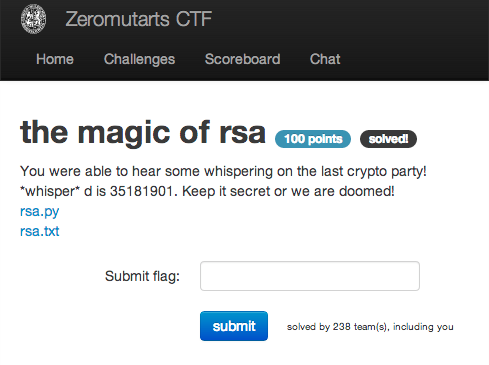 Zeromutarts CTF
Home Challenges Scoreboard Chat
the magic of rsa 100 points solved!
You were able to hear some whispering on the last crypto party!
*whisper* d is 35181901. Keep it secret or we are doomed!
rsa.py
rsa.txt
Submit flag:
submit solved by 238 team(s), including you